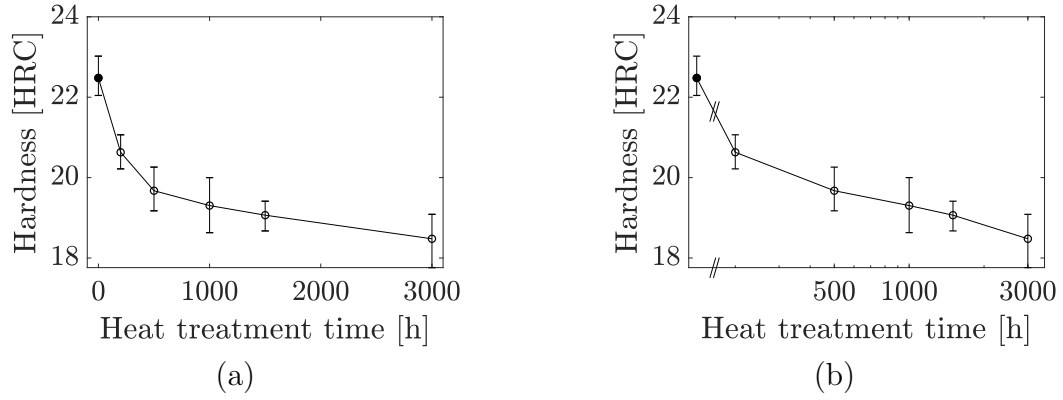 24
22
20
18
Hardness [HRC]
0 1000 2000 3000
Heat treatment time [h]
(a)
24
22
20
18
Hardness [HRC]
500 1000 3000
Heat treatment time [h]
(b)